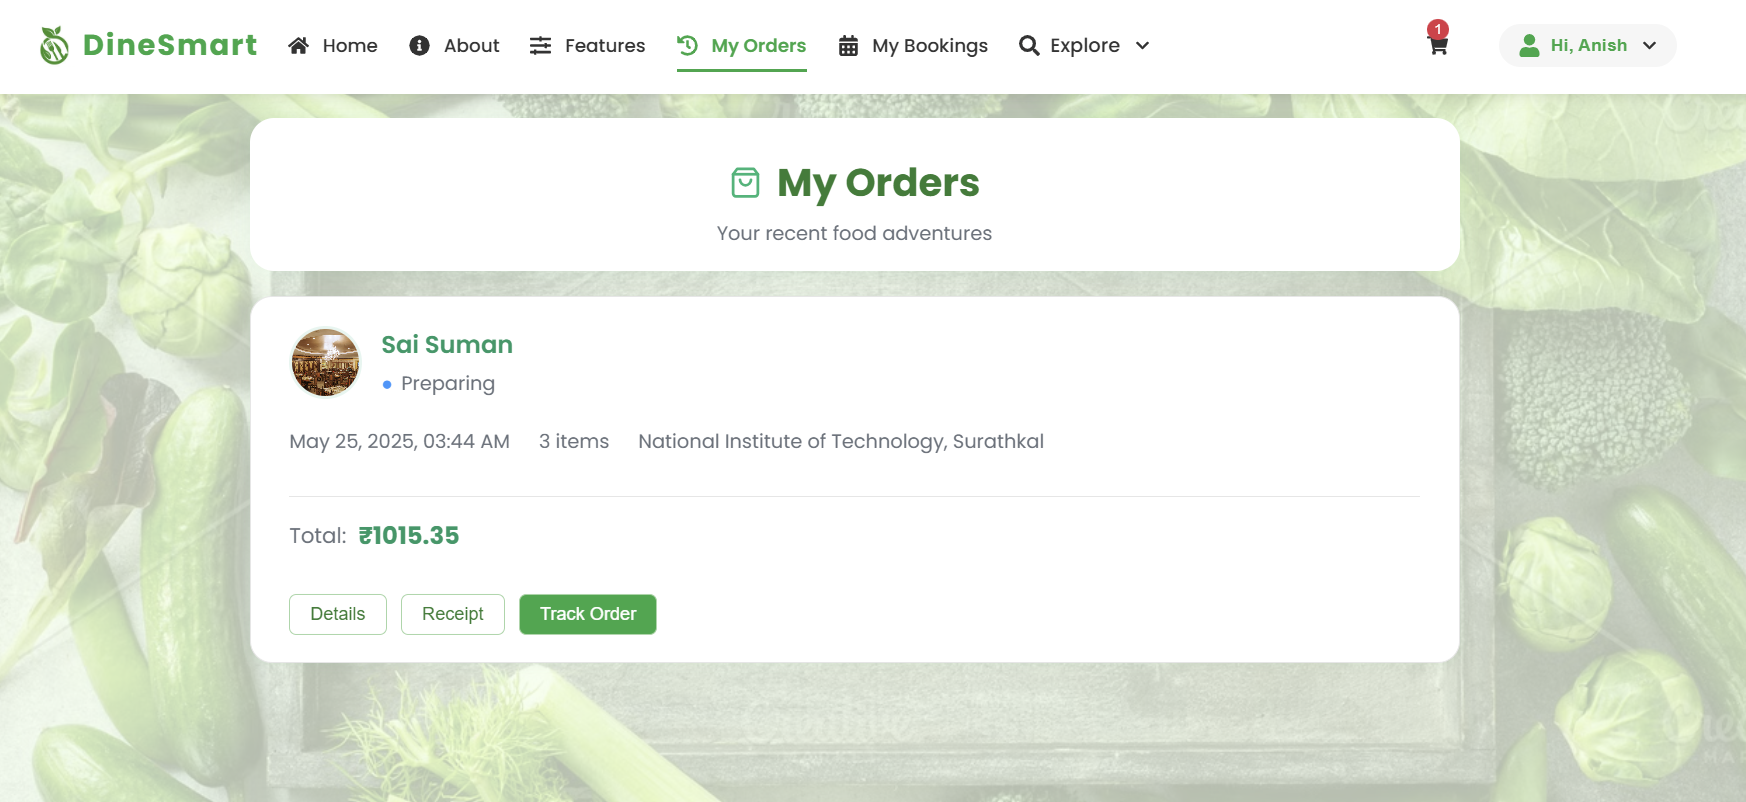 DineSmart Home About Features My Orders My Bookings Explore 1 Hi, Anish
My Orders
Your recent food adventures
Sai Suman
Preparing
May 25, 2025, 03:44 AM 3 items National Institute of Technology, Surathkal
Total: ₹1015.35
Details Receipt Track Order